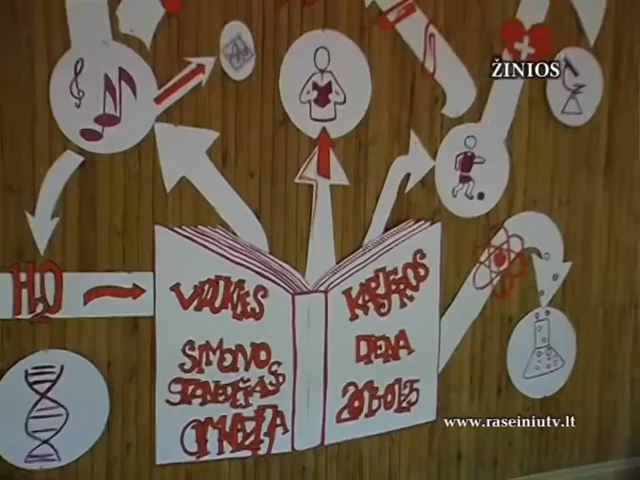 ŽINIOS
H2O
VIDUKLĖS
SIMONO
STANEVIČIAUS
GIMNAZIJA
KARJEROS
DIENA
www.raseiniutv.lt